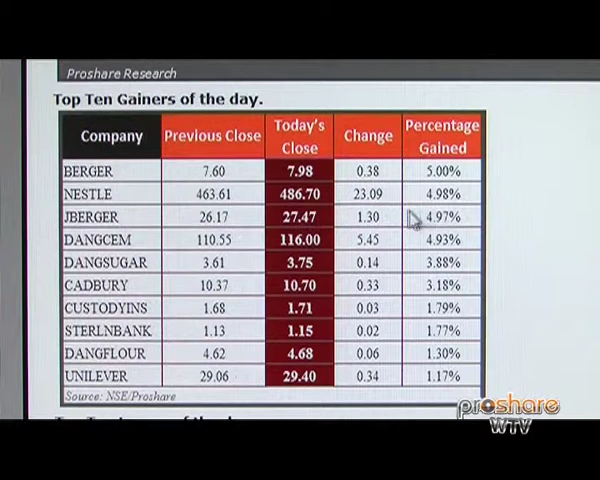 Proshare Research
Top Ten Gainers of the day.
Company Previous Close Today's Close Change Percentage Gained
BERGER 7.60 7.98 0.38 5.00%
NESTLE 463.61 486.70 23.09 4.98%
JBERGER 26.17 27.47 1.30 4.97%
DANGCEM 110.55 116.00 5.45 4.93%
DANGSUGAR 3.61 3.75 0.14 3.88%
CADBURY 10.37 10.70 0.33 3.18%
CUSTODYINS 1.68 1.71 0.03 1.79%
STERLNBANK 1.13 1.15 0.02 1.77%
DANGFLOUR 4.62 4.68 0.06 1.30%
UNILEVER 29.06 29.40 0.34 1.17%
Source: NSE/Proshare
proshare
WTV